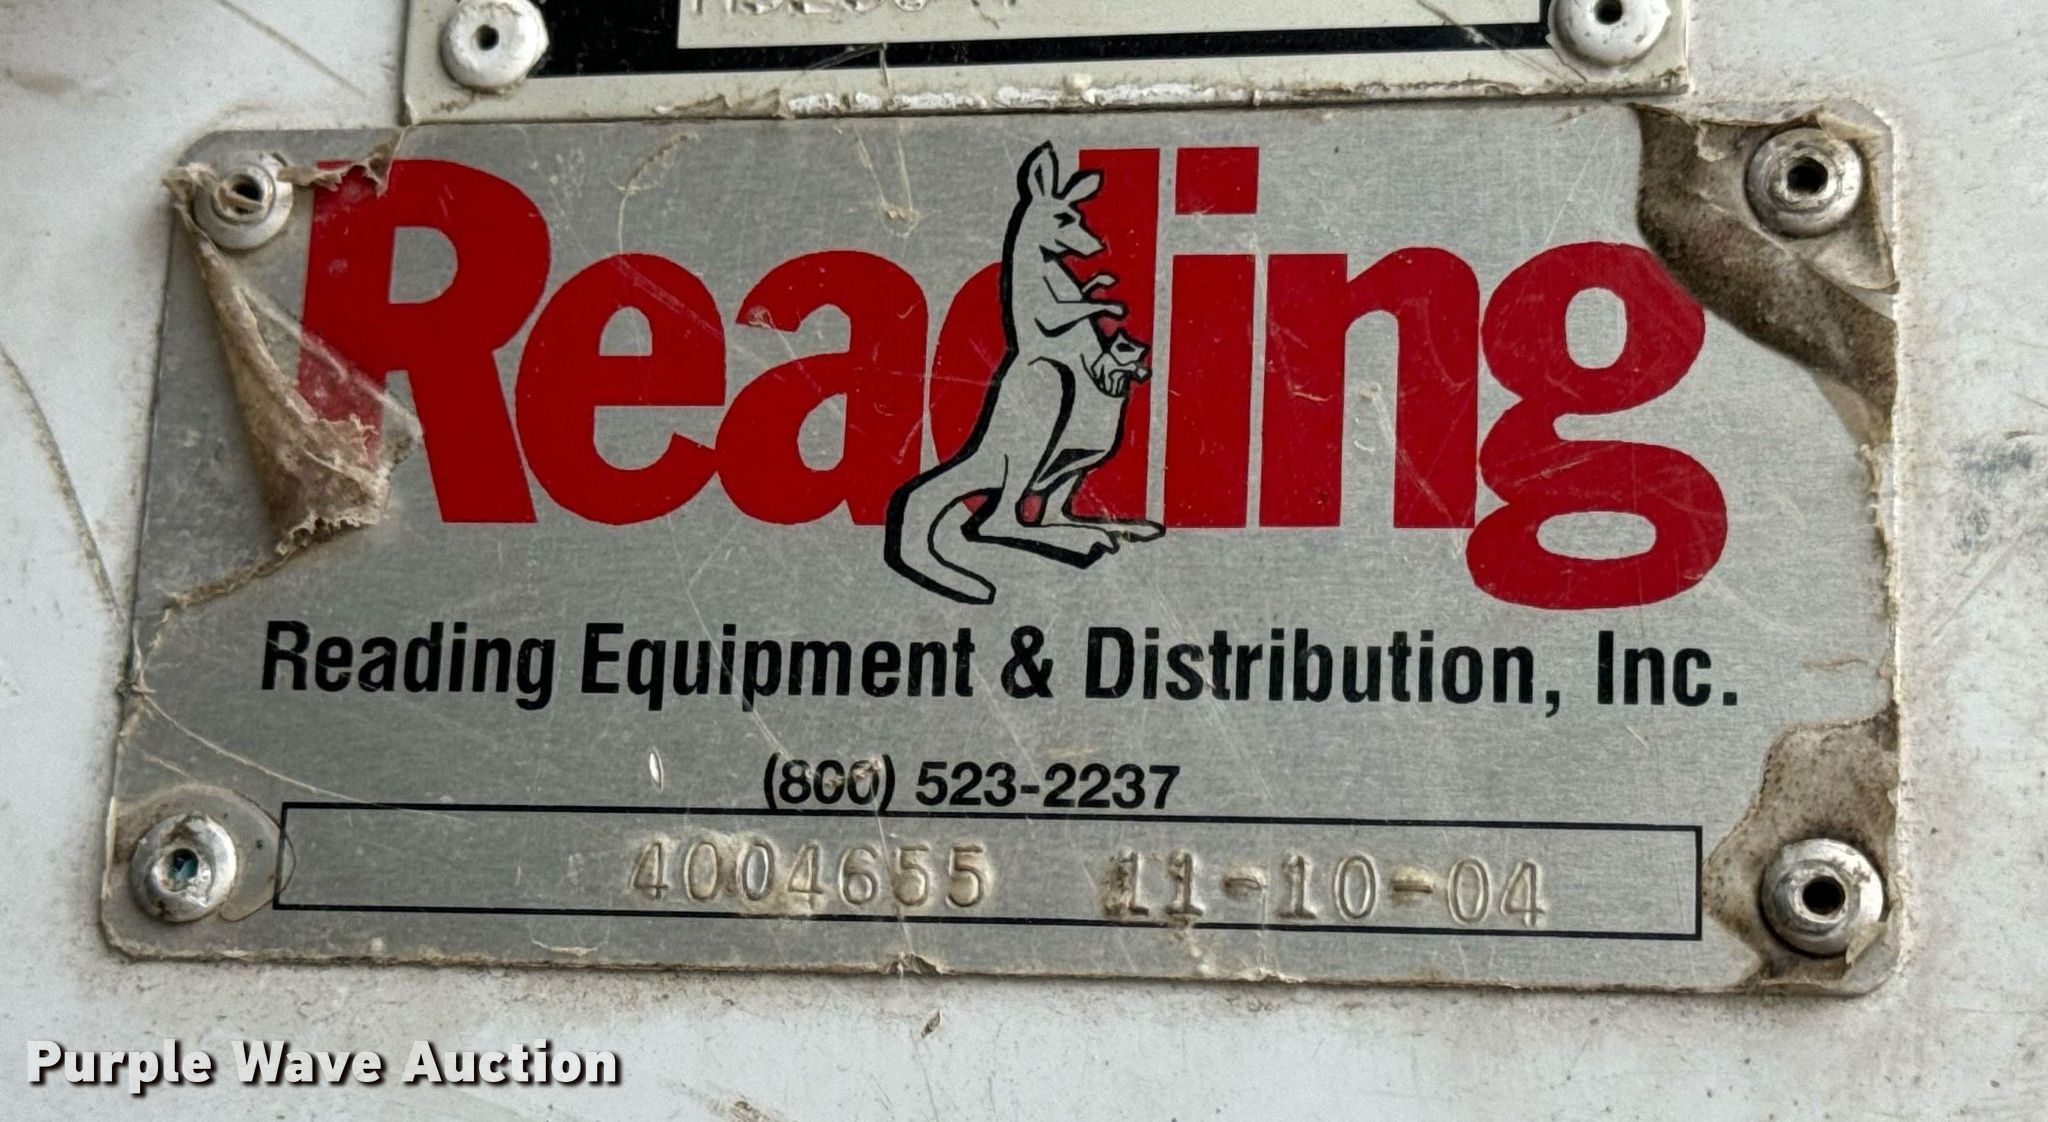 Reading
Reading Equipment & Distribution, Inc.
(800) 523-2237
4004655 11-10-04
Purple Wave Auction